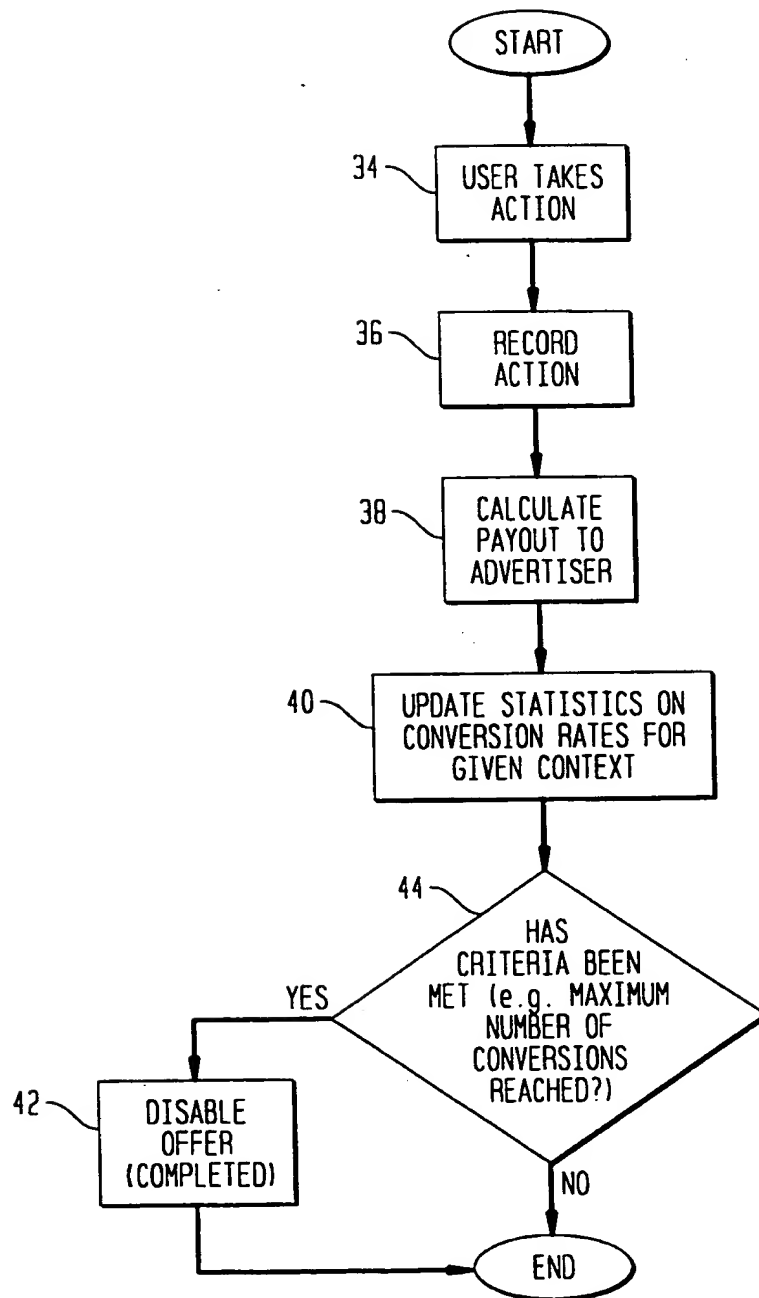 START
34
USER TAKES
ACTION
36
RECORD
ACTION
38
CALCULATE
PAYOUT TO
ADVERTISER
40
UPDATE STATISTICS ON
CONVERSION RATES FOR
GIVEN CONTEXT
44
HAS
CRITERIA BEEN
MET (e.g. MAXIMUM
NUMBER OF
CONVERSIONS
REACHED?)
YES
42
DISABLE
OFFER
(COMPLETED)
NO
END